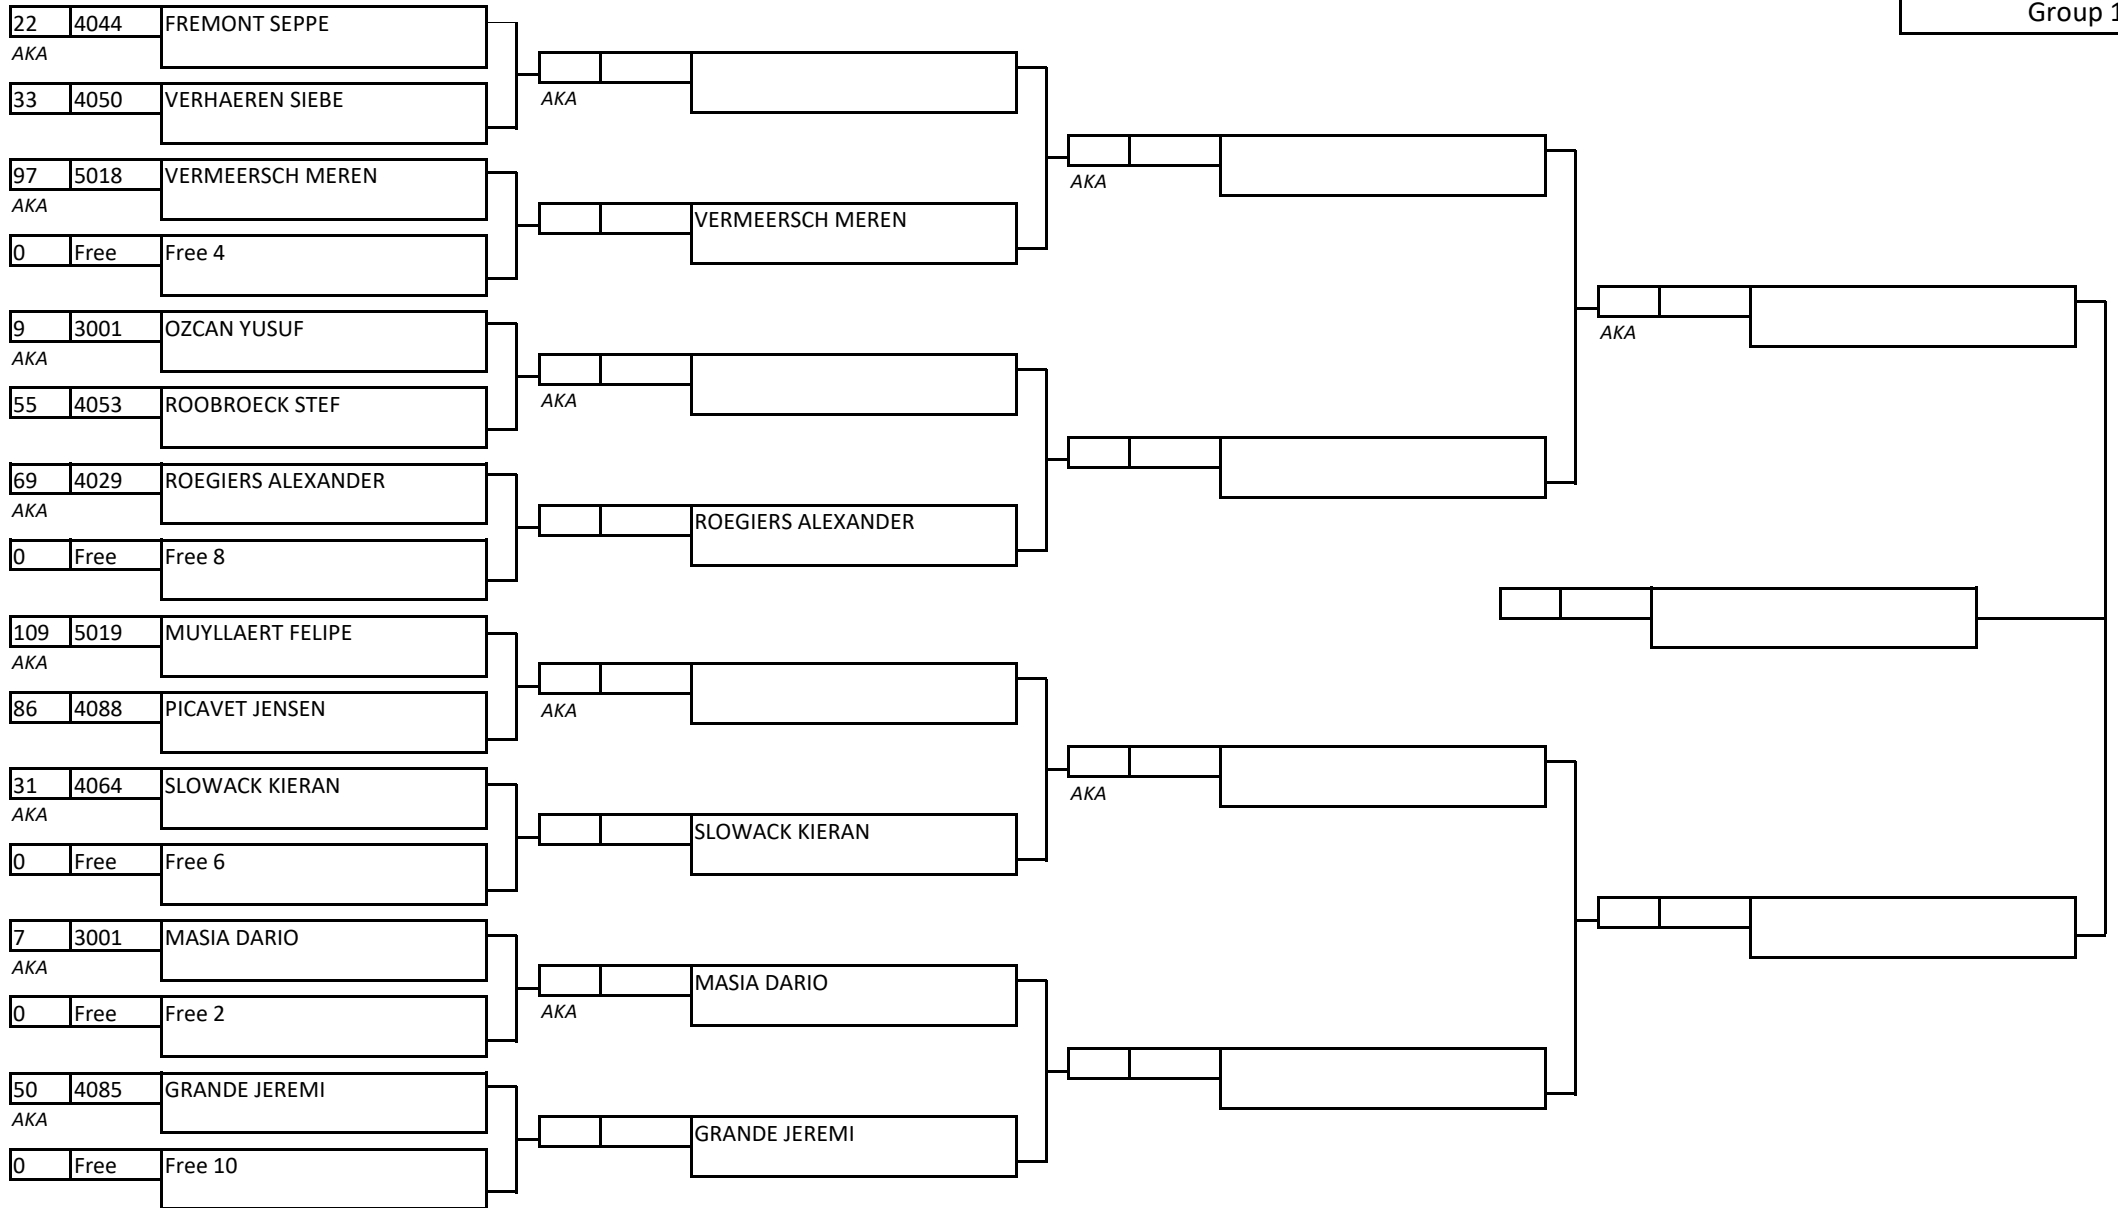 Group 1
22 4044 FREMONT SEPPE
AKA
33 4050 VERHAEREN SIEBE
AKA
97 5018 VERMEERSCH MEREN
AKA
AKA
VERMEERSCH MEREN
0 Free Free 4
9 3001 OZCAN YUSUF
AKA
AKA
55 4053 ROOBROECK STEF
AKA
69 4029 ROEGIERS ALEXANDER
AKA
ROEGIERS ALEXANDER
0 Free Free 8
109 5019 MUYLLAERT FELIPE
AKA
86 4088 PICAVET JENSEN
AKA
31 4064 SLOWACK KIERAN
AKA
AKA
SLOWACK KIERAN
0 Free Free 6
7 3001 MASIA DARIO
AKA
MASIA DARIO
0 Free Free 2
AKA
50 4085 GRANDE JEREMI
AKA
GRANDE JEREMI
0 Free Free 10